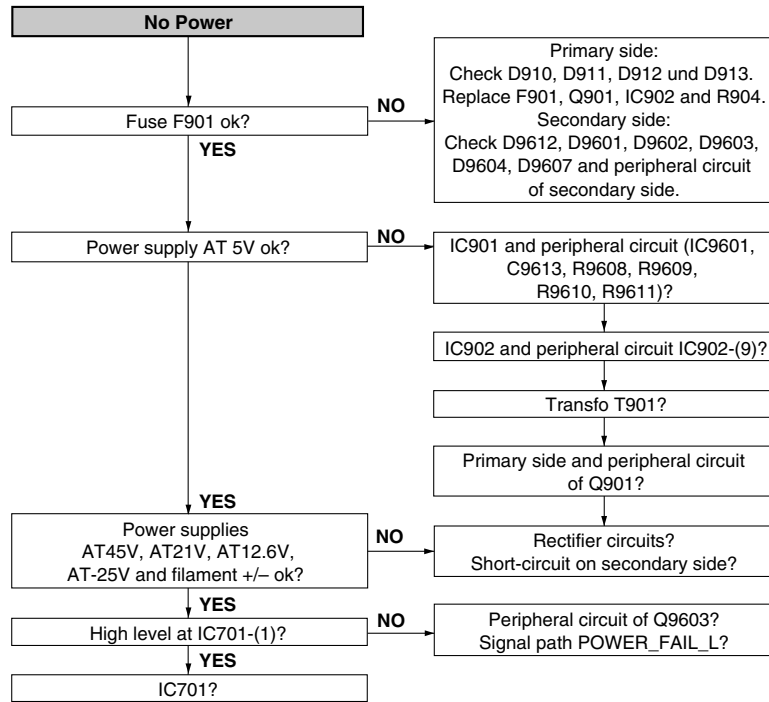 No Power
Fuse F901 ok?
NO
Primary side:
Check D910, D911, D912 und D913.
Replace F901, Q901, IC902 and R904.
Secondary side:
Check D9612, D9601, D9602, D9603,
D9604, D9607 and peripheral circuit
of secondary side.
YES
Power supply AT 5V ok?
NO
IC901 and peripheral circuit (IC9601,
C9613, R9608, R9609,
R9610, R9611)?
IC902 and peripheral circuit IC902-(9)?
Transfo T901?
Primary side and peripheral circuit
of Q901?
YES
Power supplies
AT45V, AT21V, AT12.6V,
AT-25V and filament +/– ok?
NO
Rectifier circuits?
Short-circuit on secondary side?
YES
High level at IC701-(1)?
NO
Peripheral circuit of Q9603?
Signal path POWER_FAIL_L?
YES
IC701?